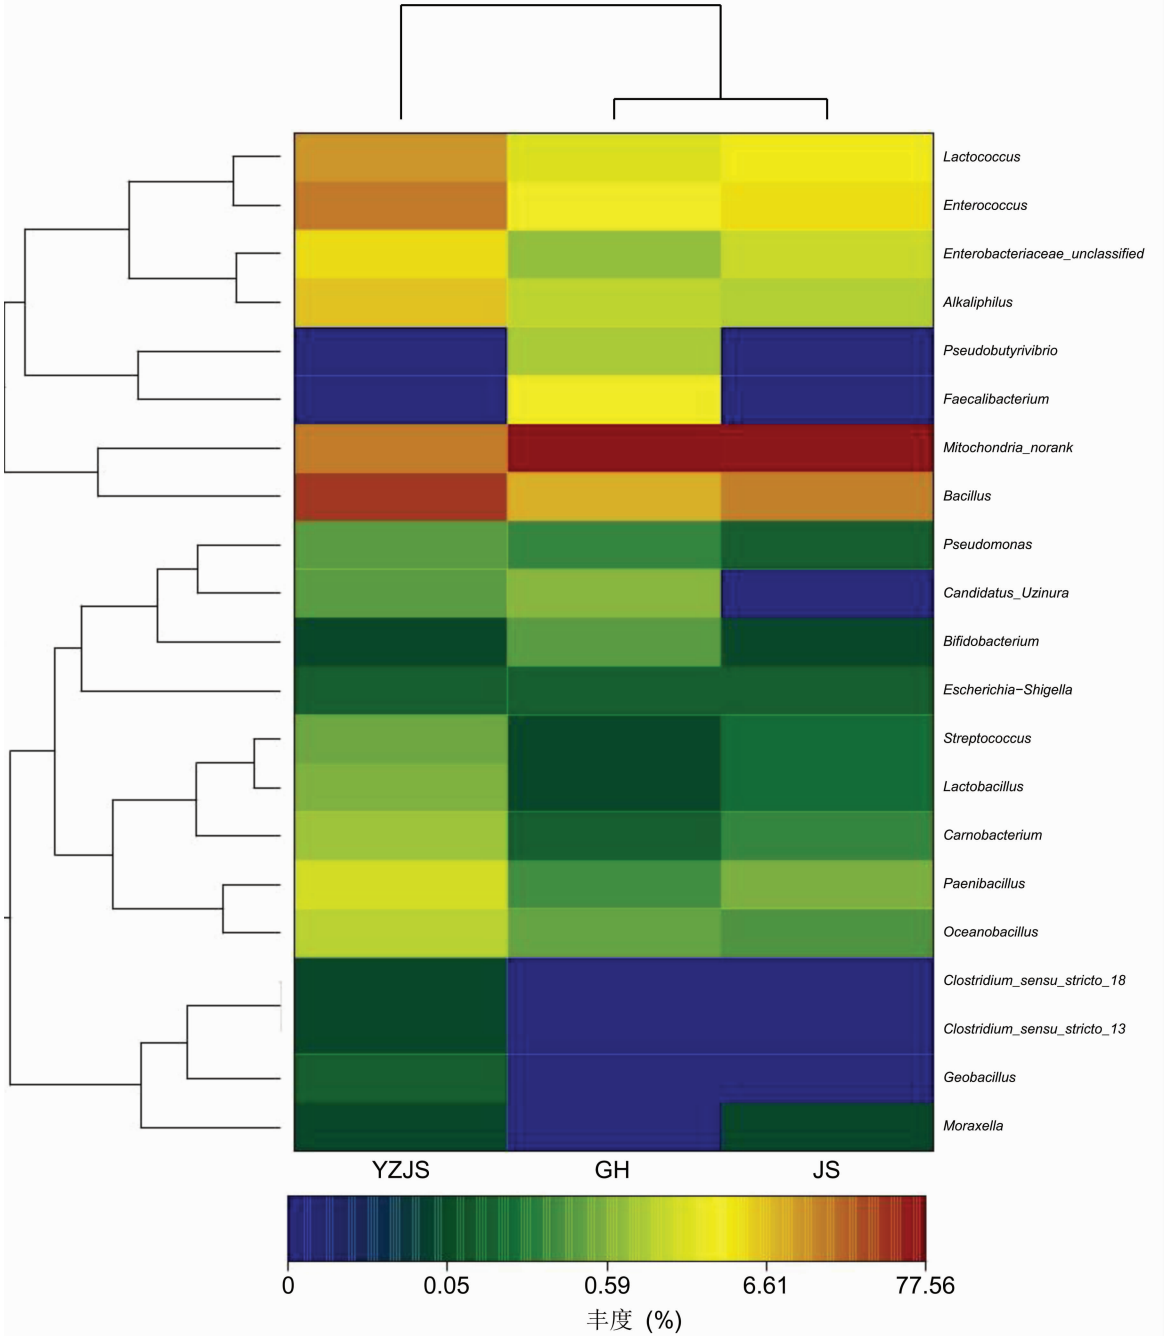 Lactococcus
Enterococcus
Enterobacteriaceae_unclassified
Alkaliphilus
Pseudobutyrivibrio
Faecalibacterium
Mitochondria_norank
Bacillus
Pseudomonas
Candidatus_Uzinura
Bifidobacterium
Escherichia−Shigella
Streptococcus
Lactobacillus
Carnobacterium
Paenibacillus
Oceanobacillus
Clostridium_sensu_stricto_18
Clostridium_sensu_stricto_13
Geobacillus
Moraxella
YZJS GH JS
0 0.05 0.59 6.61 77.56
丰度 (%)